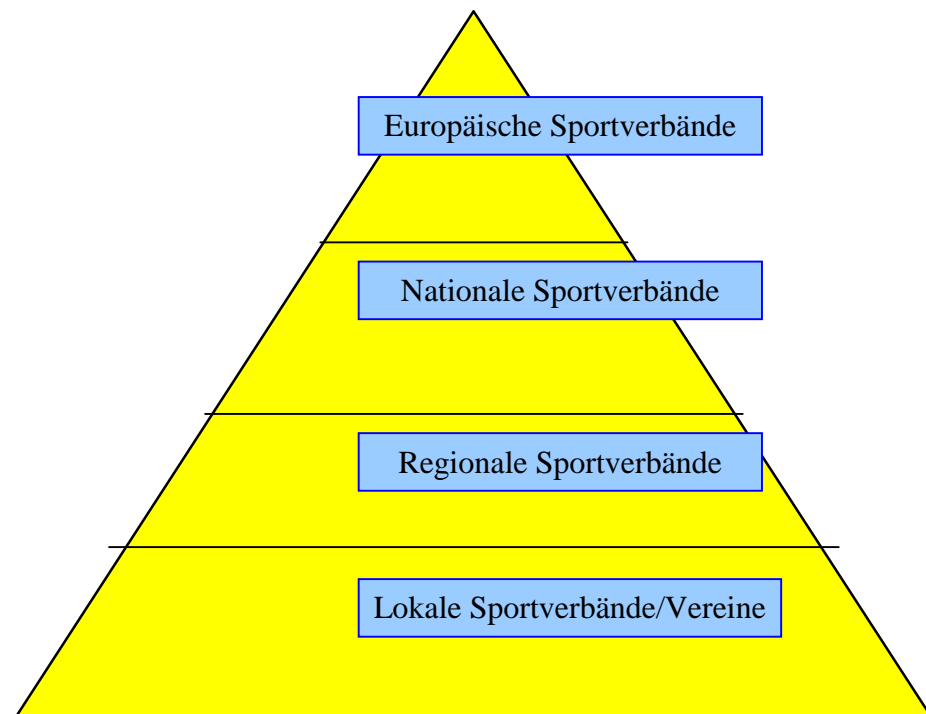 Europäische Sportverbände
Nationale Sportverbände
Regionale Sportverbände
Lokale Sportverbände/Vereine